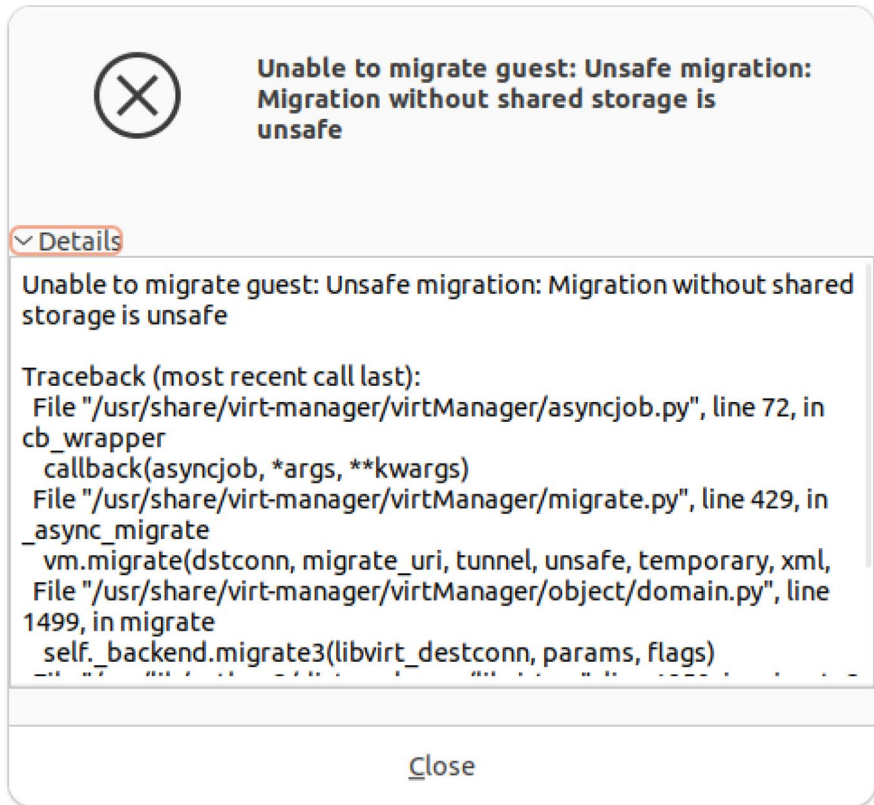 Unable to migrate guest: Unsafe migration:
Migration without shared storage is
unsafe
Details
Unable to migrate guest: Unsafe migration: Migration without shared
storage is unsafe
Traceback (most recent call last):
File "/usr/share/virt-manager/virtManager/asyncjob.py", line 72, in
cb_wrapper
callback(asyncjob, *args, **kwargs)
File "/usr/share/virt-manager/virtManager/migrate.py", line 429, in
_async_migrate
vm.migrate(dstconn, migrate_uri, tunnel, unsafe, temporary, xml,
File "/usr/share/virt-manager/virtManager/object/domain.py", line
1499, in migrate
self._backend.migrate3(libvirt_destconn, params, flags)
Close